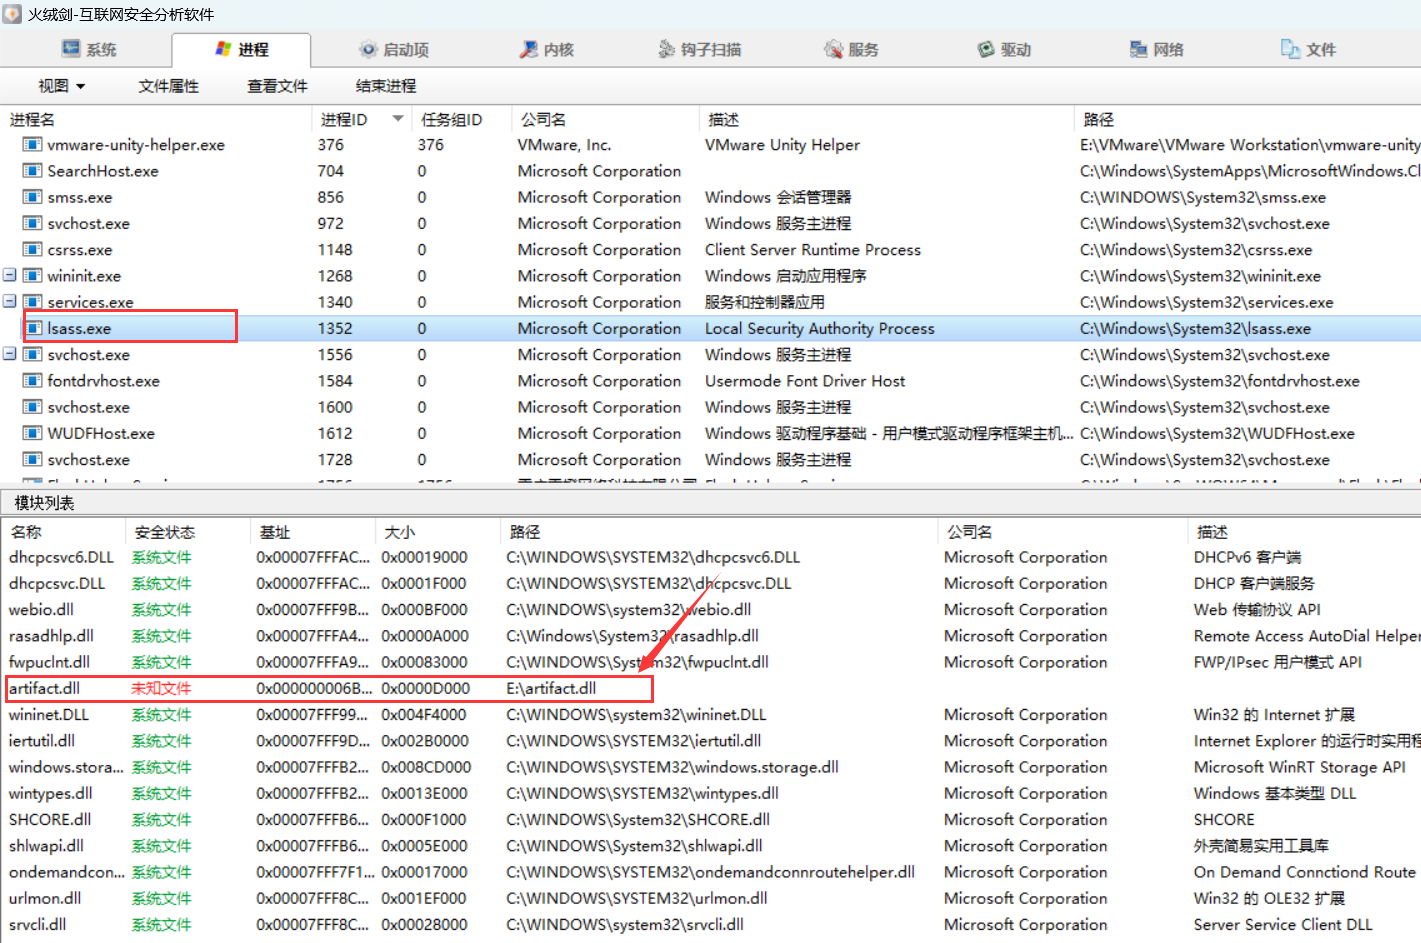 火绒剑-互联网安全分析软件
系统 进程 启动项 内核 钩子扫描 服务 驱动 网络 文件
视图 文件属性 查看文件 结束进程
进程名 进程ID 任务组ID 公司名 描述 路径
vmware-unity-helper.exe 376 376 VMware, Inc. VMware Unity Helper E:\VMware\VMware Workstation\vmware-unity
SearchHost.exe 704 0 Microsoft Corporation C:\Windows\SystemApps\MicrosoftWindows.Cl
smss.exe 856 0 Microsoft Corporation Windows 会话管理器 C:\WINDOWS\System32\smss.exe
svchost.exe 972 0 Microsoft Corporation Windows 服务主进程 C:\Windows\System32\svchost.exe
csrss.exe 1148 0 Microsoft Corporation Client Server Runtime Process C:\Windows\System32\csrss.exe
wininit.exe 1268 0 Microsoft Corporation Windows 启动应用程序 C:\Windows\System32\wininit.exe
services.exe 1340 0 Microsoft Corporation 服务和控制器应用 C:\Windows\System32\services.exe
lsass.exe 1352 0 Microsoft Corporation Local Security Authority Process C:\Windows\System32\lsass.exe
svchost.exe 1556 0 Microsoft Corporation Windows 服务主进程 C:\Windows\System32\svchost.exe
fontdrvhost.exe 1584 0 Microsoft Corporation Usermode Font Driver Host C:\Windows\System32\fontdrvhost.exe
svchost.exe 1600 0 Microsoft Corporation Windows 服务主进程 C:\Windows\System32\svchost.exe
WUDFHost.exe 1612 0 Microsoft Corporation Windows 驱动程序基础 - 用户模式驱动程序框架主机... C:\Windows\System32\WUDFHost.exe
svchost.exe 1728 0 Microsoft Corporation Windows 服务主进程 C:\Windows\System32\svchost.exe
模块列表
名称 安全状态 基址 大小 路径 公司名 描述
dhcpcsvc6.DLL 系统文件 0x00007FFFAC... 0x00019000 C:\WINDOWS\SYSTEM32\dhcpcsvc6.DLL Microsoft Corporation DHCPv6 客户端
dhcpcsvc.DLL 系统文件 0x00007FFFAC... 0x0001F000 C:\WINDOWS\SYSTEM32\dhcpcsvc.DLL Microsoft Corporation DHCP 客户端服务
webio.dll 系统文件 0x00007FFF9B... 0x000BF000 C:\WINDOWS\system32\webio.dll Microsoft Corporation Web 传输协议 API
rasadhlp.dll 系统文件 0x00007FFFA4... 0x0000A000 C:\Windows\System32\rasadhlp.dll Microsoft Corporation Remote Access AutoDial Helper
fwpuclnt.dll 系统文件 0x00007FFFA9... 0x00083000 C:\WINDOWS\System32\fwpuclnt.dll Microsoft Corporation FWP/IPsec 用户模式 API
artifact.dll 未知文件 0x000000006B... 0x0000D000 E:\artifact.dll
wininet.DLL 系统文件 0x00007FFF99... 0x004F4000 C:\WINDOWS\system32\wininet.DLL Microsoft Corporation Win32 的 Internet 扩展
iertutil.dll 系统文件 0x00007FFF9D... 0x002B0000 C:\WINDOWS\SYSTEM32\iertutil.dll Microsoft Corporation Internet Explorer 的运行时实用程
windows.stora... 系统文件 0x00007FFFB2... 0x008CD000 C:\WINDOWS\SYSTEM32\windows.storage.dll Microsoft Corporation Microsoft WinRT Storage API
wintypes.dll 系统文件 0x00007FFFB2... 0x0013E000 C:\WINDOWS\SYSTEM32\wintypes.dll Microsoft Corporation Windows 基本类型 DLL
SHCORE.dll 系统文件 0x00007FFFB6... 0x000F1000 C:\WINDOWS\System32\SHCORE.dll Microsoft Corporation SHCORE
shlwapi.dll 系统文件 0x00007FFFB6... 0x0005E000 C:\WINDOWS\System32\shlwapi.dll Microsoft Corporation 外壳简易实用工具库
ondemandcon... 系统文件 0x00007FFF7F1... 0x00017000 C:\WINDOWS\SYSTEM32\ondemandconnroutehelper.dll Microsoft Corporation On Demand Connctiond Route
urlmon.dll 系统文件 0x00007FFF8C... 0x001EF000 C:\WINDOWS\SYSTEM32\urlmon.dll Microsoft Corporation Win32 的 OLE32 扩展
srvcli.dll 系统文件 0x00007FFF8C... 0x00028000 C:\WINDOWS\system32\srvcli.dll Microsoft Corporation Server Service Client DLL